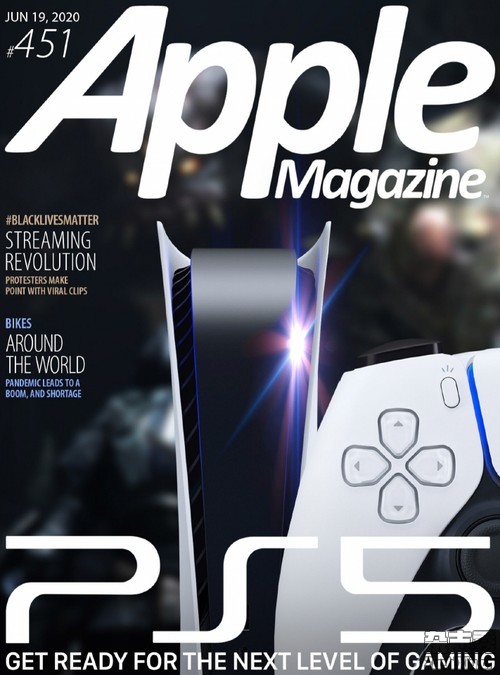 JUN 19, 2020
#451
Apple
Magazine
#BLACKLIVESMATTER
STREAMING
REVOLUTION
PROTESTERS MAKE
POINT WITH VIRAL CLIPS
BIKES
AROUND
THE WORLD
PANDEMIC LEADS TO A
BOOM, AND SHORTAGE
PS5
GET READY FOR THE NEXT LEVEL OF GAMING